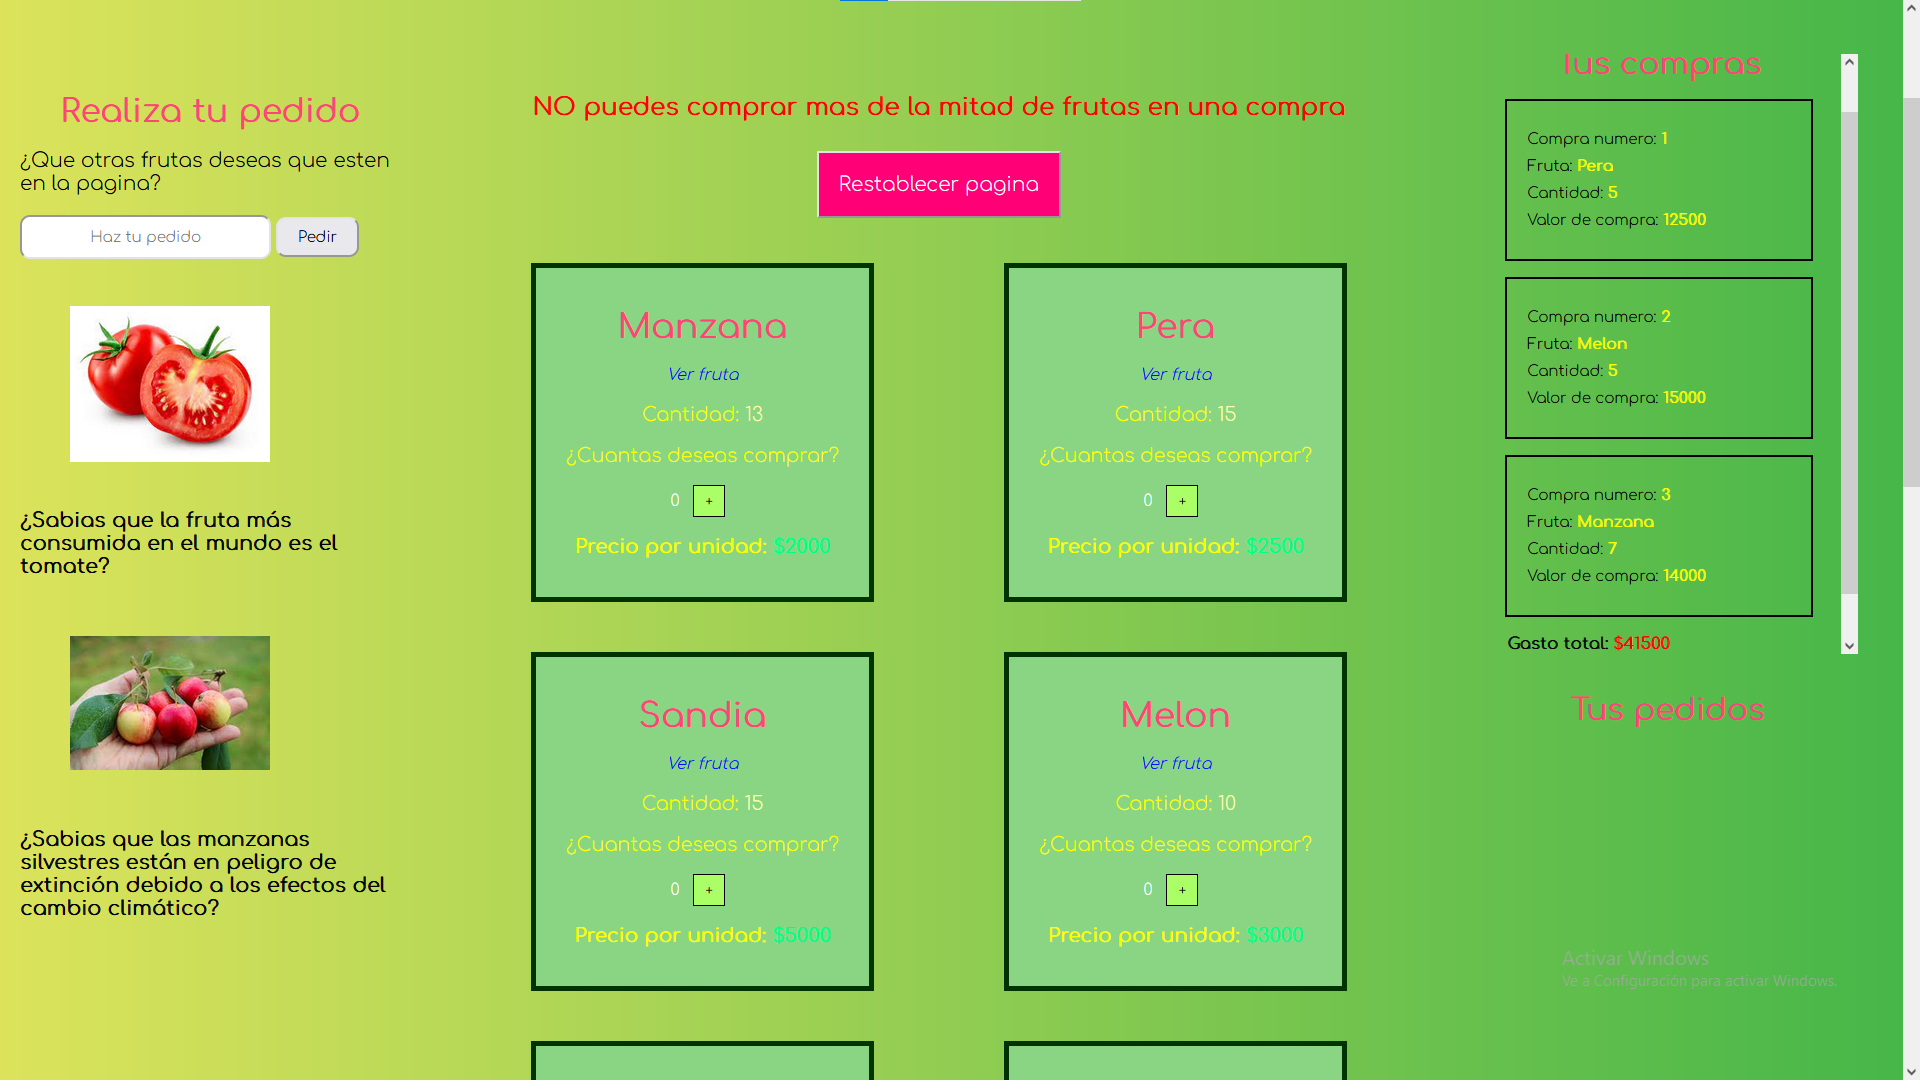 Realiza tu pedido
¿Que otras frutas deseas que esten
en la pagina?
Haz tu pedido
Pedir
¿Sabias que la fruta más
consumida en el mundo es el
tomate?
¿Sabias que las manzanas
silvestres están en peligro de
extinción debido a los efectos del
cambio climático?
NO puedes comprar mas de la mitad de frutas en una compra
Restablecer pagina
Manzana
Ver fruta
Cantidad: 13
¿Cuantas deseas comprar?
0 +
Precio por unidad: $2000
Pera
Ver fruta
Cantidad: 15
¿Cuantas deseas comprar?
0 +
Precio por unidad: $2500
Sandia
Ver fruta
Cantidad: 15
¿Cuantas deseas comprar?
0 +
Precio por unidad: $5000
Melon
Ver fruta
Cantidad: 10
¿Cuantas deseas comprar?
0 +
Precio por unidad: $3000
Tus compras
Compra numero: 1
Fruta: Pera
Cantidad: 5
Valor de compra: 12500
Compra numero: 2
Fruta: Melon
Cantidad: 5
Valor de compra: 15000
Compra numero: 3
Fruta: Manzana
Cantidad: 7
Valor de compra: 14000
Gasto total: $41500
Tus pedidos
Activar Windows
Ve a Configuración para activar Windows.